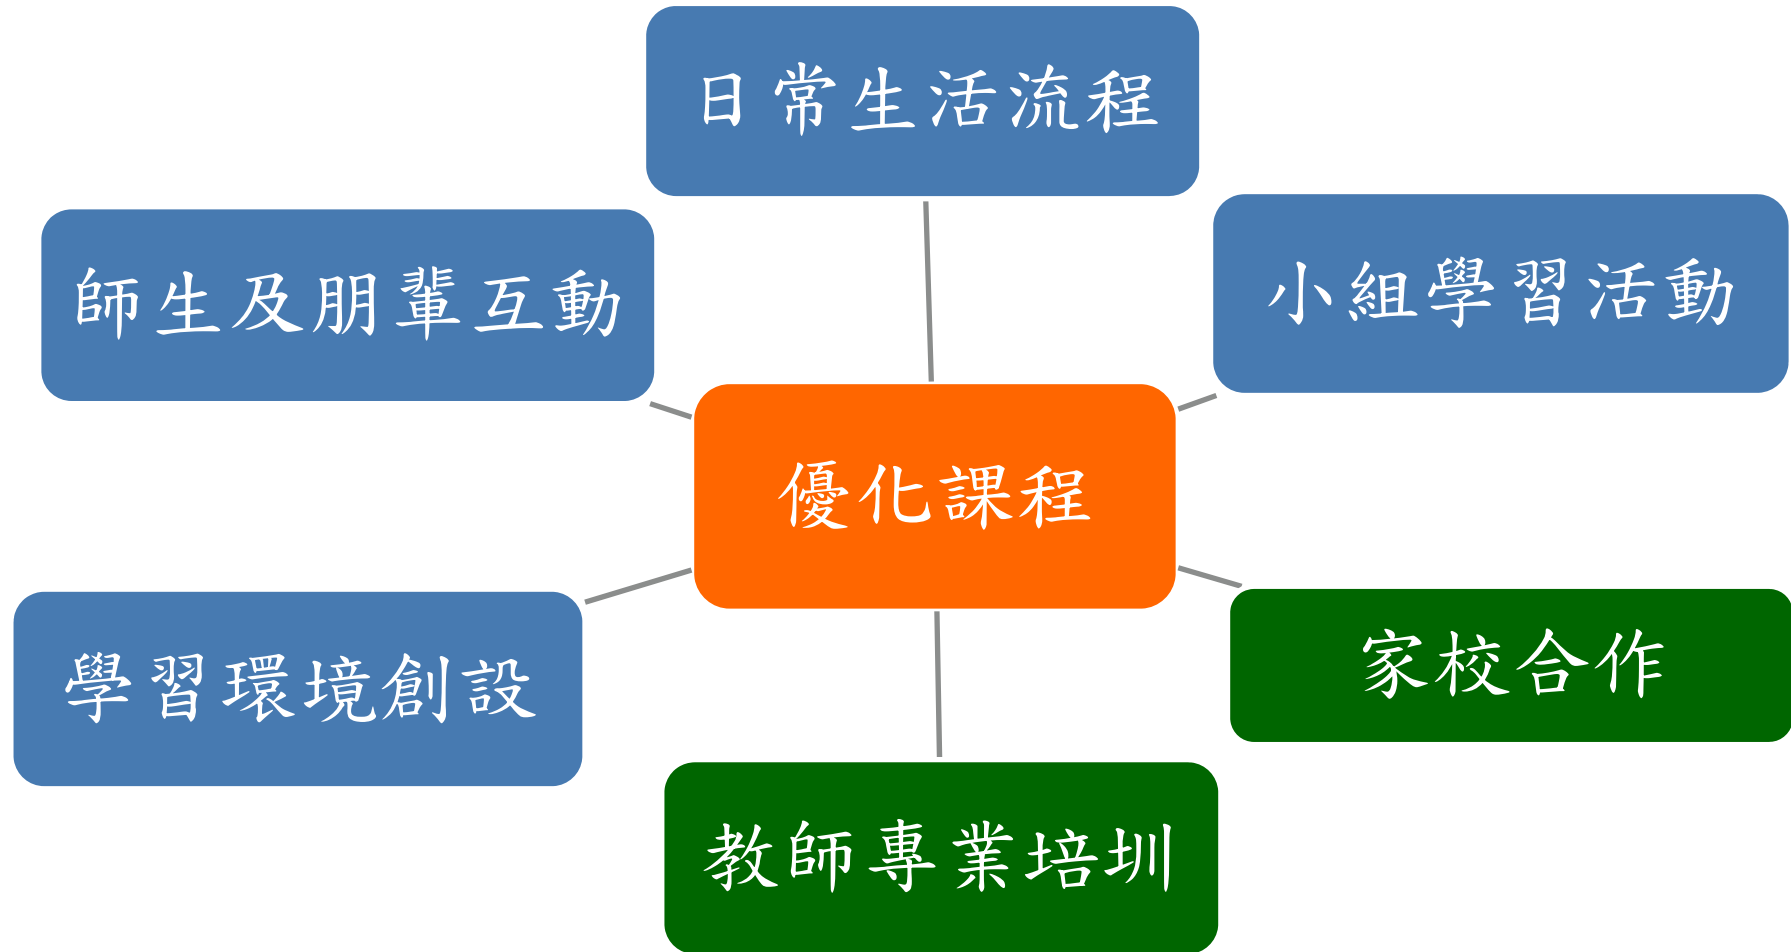 日常生活流程
師生及朋輩互動
小組學習活動
優化課程
學習環境創設
家校合作
教師專業培圳